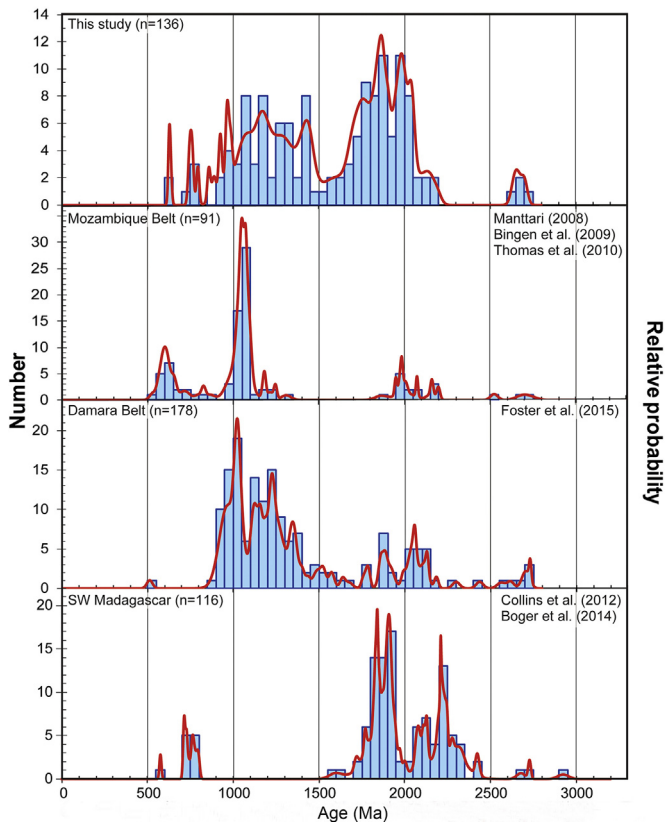 This study (n=136)
14
12
10
8
6
4
2
0
Mozambique Belt (n=91)
Manttari (2008)
Bingen et al. (2009)
Thomas et al. (2010)
30
25
20
15
10
5
0
Damara Belt (n=178)
Foster et al. (2015)
20
15
10
5
0
SW Madagascar (n=116)
Collins et al. (2012)
Boger et al. (2014)
20
15
10
5
0
0 500 1000 1500 2000 2500 3000
Age (Ma)
Number
Relative probability